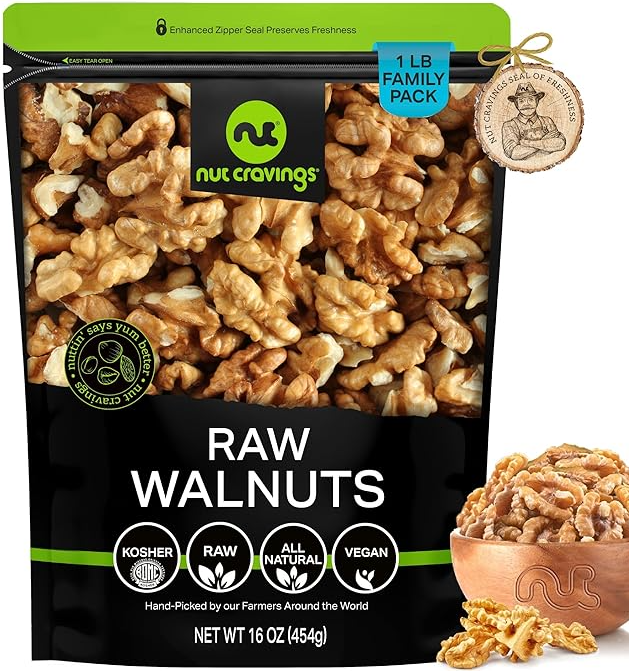 Enhanced Zipper Seal Preserves Freshness
EASY TEAR OPEN
1 LB
FAMILY
PACK
NUT CRAVINGS SEAL OF FRESHNESS
nut cravings®
nuttin' says yum better
nut cravings
RAW
WALNUTS
KOSHER
RAW
ALL
NATURAL
VEGAN
Hand-Picked by our Farmers Around the World
NET WT 16 OZ (454g)